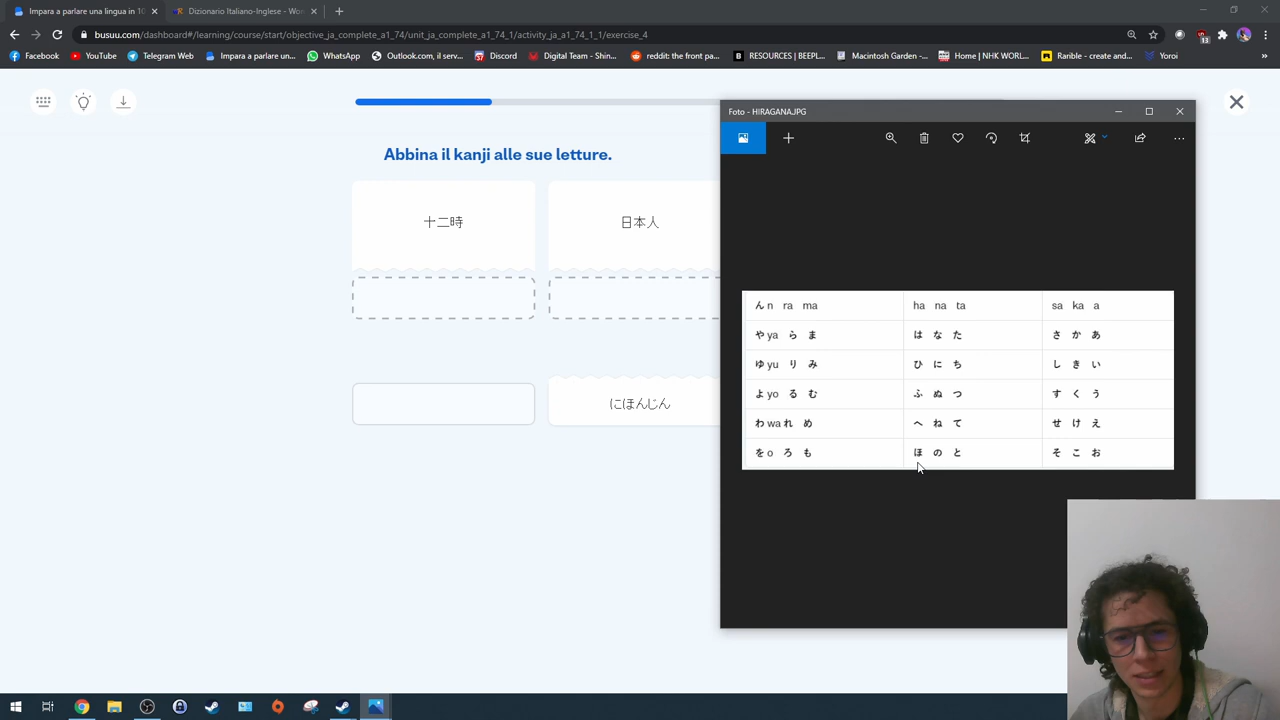 Impara a parlare una lingua in 10
Dizionario Italiano-Inglese - Wor
busuu.com/dashboard#/learning/course/start/objective_ja_complete_a1_74/unit_ja_complete_a1_74_1/activity_ja_a1_74_1_1/exercise_4
13
Facebook
YouTube
Telegram Web
Impara a parlare un...
WhatsApp
Outlook.com, il serv...
Discord
Digital Team - Shin...
reddit: the front pa...
RESOURCES | BEEPL...
Macintosh Garden -...
Home | NHK WORL...
Rarible - create and...
Yoroi
»
Foto - HIRAGANA.JPG
Abbina il kanji alle sue letture.
十二時
日本人
にほんじん
ん n ra ma ha na ta sa ka a
や ya ら ま は な た さ か あ
ゆ yu り み ひ に ち し き い
よ yo る む ふ ぬ つ す く う
わ wa れ め へ ね て せ け え
を o ろ も ほ の と そ こ お